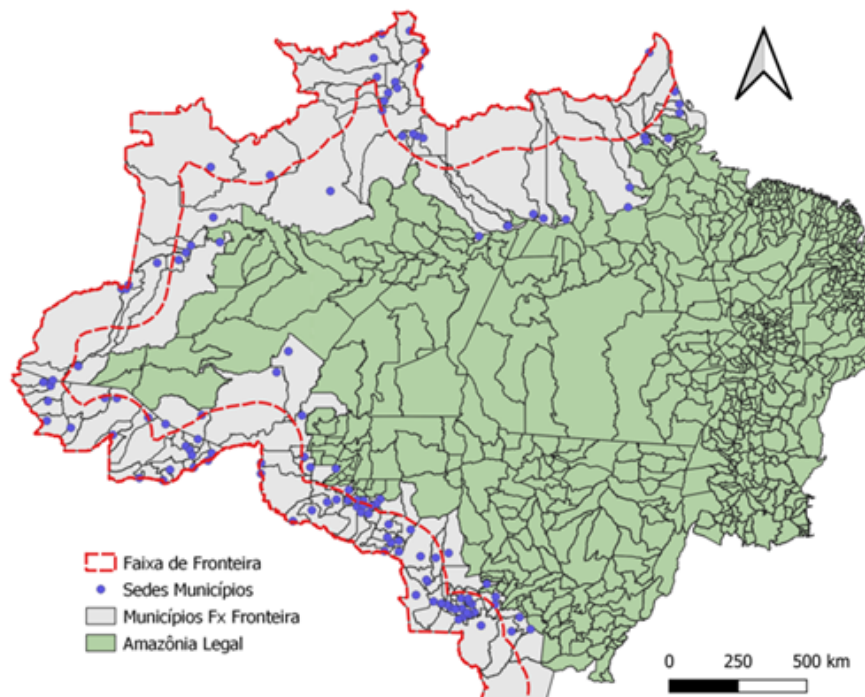 Faixa de Fronteira
Sedes Municípios
Municípios Fx Fronteira
Amazônia Legal
0 250 500 km